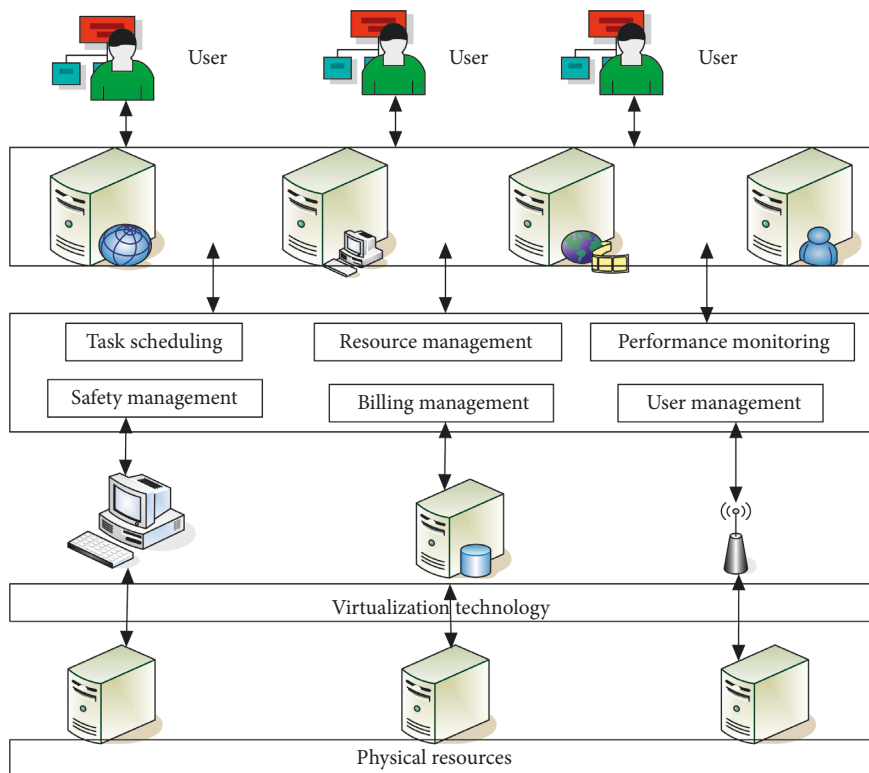 User
User
User
Task scheduling
Resource management
Performance monitoring
Safety management
Billing management
User management
Virtualization technology
Physical resources